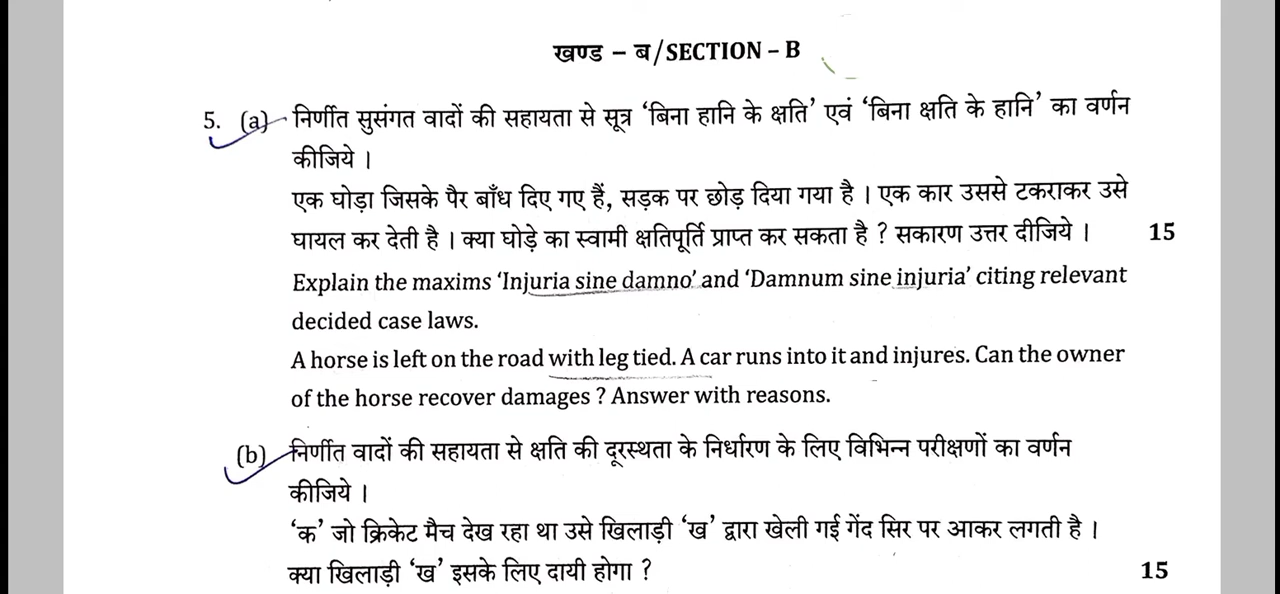 खण्ड – ब/SECTION – B
5. (a) निर्णीत सुसंगत वादों की सहायता से सूत्र ‘बिना हानि के क्षति’ एवं ‘बिना क्षति के हानि’ का वर्णन
कीजिये ।
एक घोड़ा जिसके पैर बाँध दिए गए हैं, सड़क पर छोड़ दिया गया है । एक कार उससे टकराकर उसे
घायल कर देती है । क्या घोड़े का स्वामी क्षतिपूर्ति प्राप्त कर सकता है ? सकारण उत्तर दीजिये । 15
Explain the maxims ‘Injuria sine damno’ and ‘Damnum sine injuria’ citing relevant
decided case laws.
A horse is left on the road with leg tied. A car runs into it and injures. Can the owner
of the horse recover damages ? Answer with reasons.
(b) निर्णीत वादों की सहायता से क्षति की दूरस्थता के निर्धारण के लिए विभिन्न परीक्षणों का वर्णन
कीजिये ।
‘क’ जो क्रिकेट मैच देख रहा था उसे खिलाड़ी ‘ख’ द्वारा खेली गई गेंद सिर पर आकर लगती है ।
क्या खिलाड़ी ‘ख’ इसके लिए दायी होगा ? 15